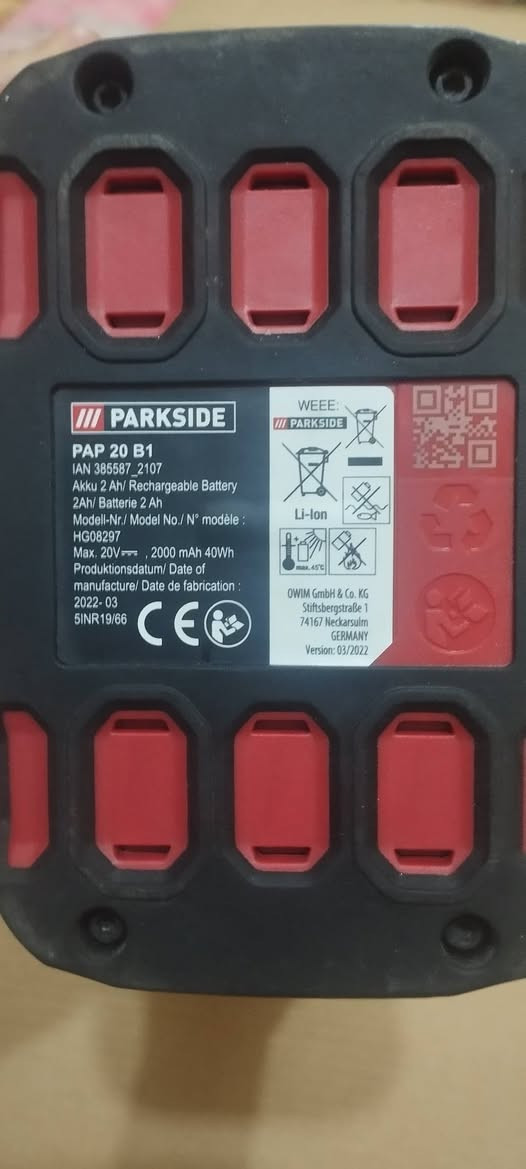 PARKSIDE
PAP 20 B1
IAN 385587_2107
Akku 2 Ah/ Rechargeable Battery
2Ah/ Batterie 2 Ah
Modell-Nr./ Model No./ N° modèle :
HG08297
Max. 20V⎓ , 2000 mAh 40Wh
Produktionsdatum/ Date of
manufacture/ Date de fabrication :
2022- 03
5INR19/66
CE
WEEE:
PARKSIDE
Li-Ion
max. 45°C
OWIM GmbH & Co. KG
Stiftsbergstraße 1
74167 Neckarsulm
GERMANY
Version: 03/2022